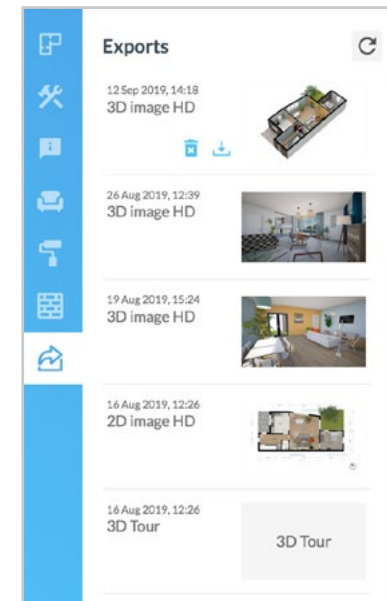 Exports
12 Sep 2019, 14:18
3D image HD
26 Aug 2019, 12:39
3D image HD
19 Aug 2019, 15:24
3D image HD
16 Aug 2019, 12:26
2D image HD
16 Aug 2019, 12:26
3D Tour
3D Tour